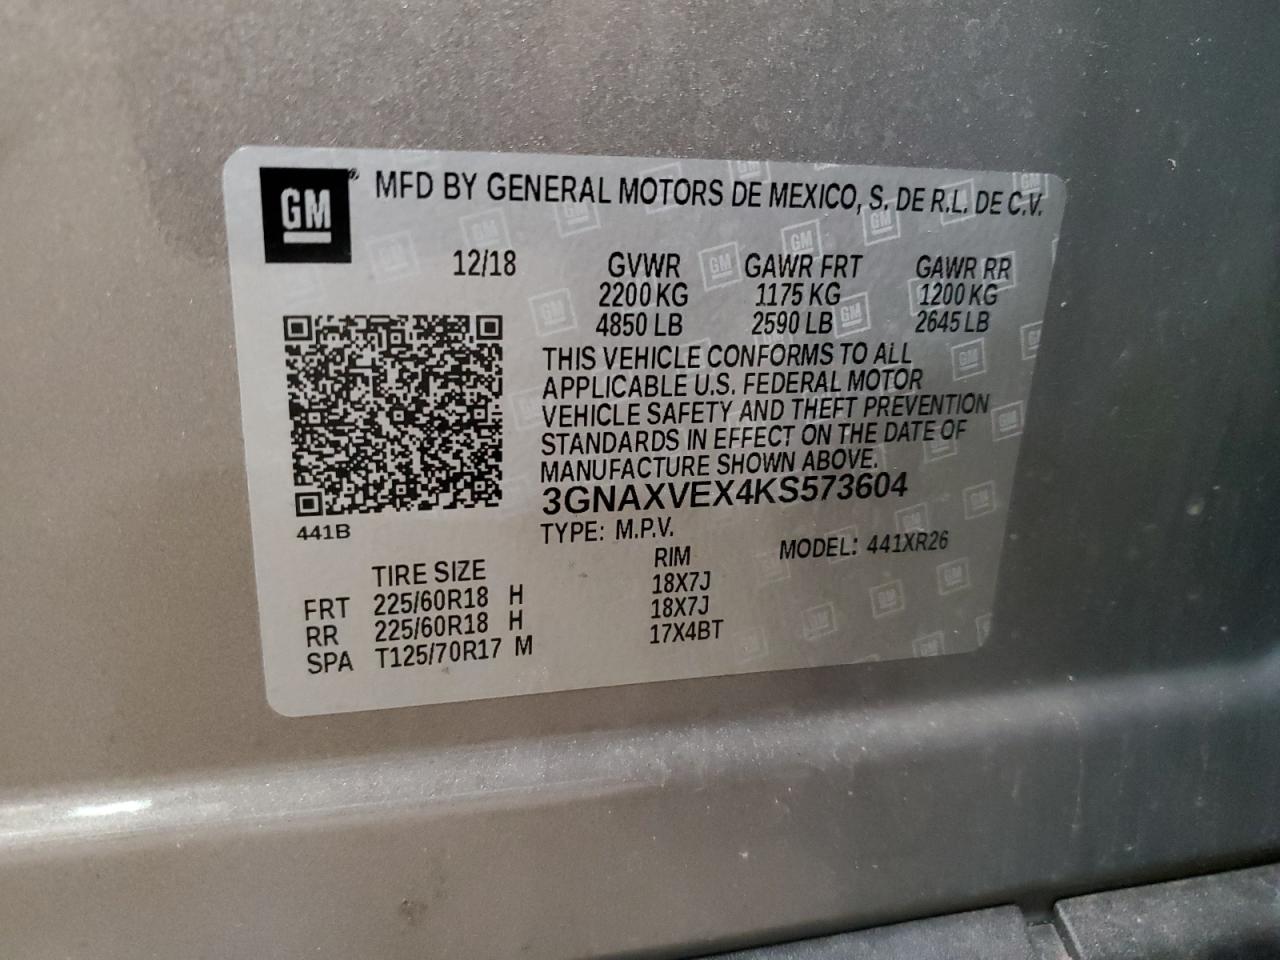 GM® MFD BY GENERAL MOTORS DE MEXICO, S. DE R.L. DE C.V.
12/18 GVWR GAWR FRT GAWR RR
2200 KG 1175 KG 1200 KG
4850 LB 2590 LB 2645 LB
THIS VEHICLE CONFORMS TO ALL
APPLICABLE U.S. FEDERAL MOTOR
VEHICLE SAFETY AND THEFT PREVENTION
STANDARDS IN EFFECT ON THE DATE OF
MANUFACTURE SHOWN ABOVE.
3GNAXVEX4KS573604
441B
TYPE: M.P.V. MODEL: 441XR26
TIRE SIZE RIM
FRT 225/60R18 H 18X7J
RR 225/60R18 H 18X7J
SPA T125/70R17 M 17X4BT